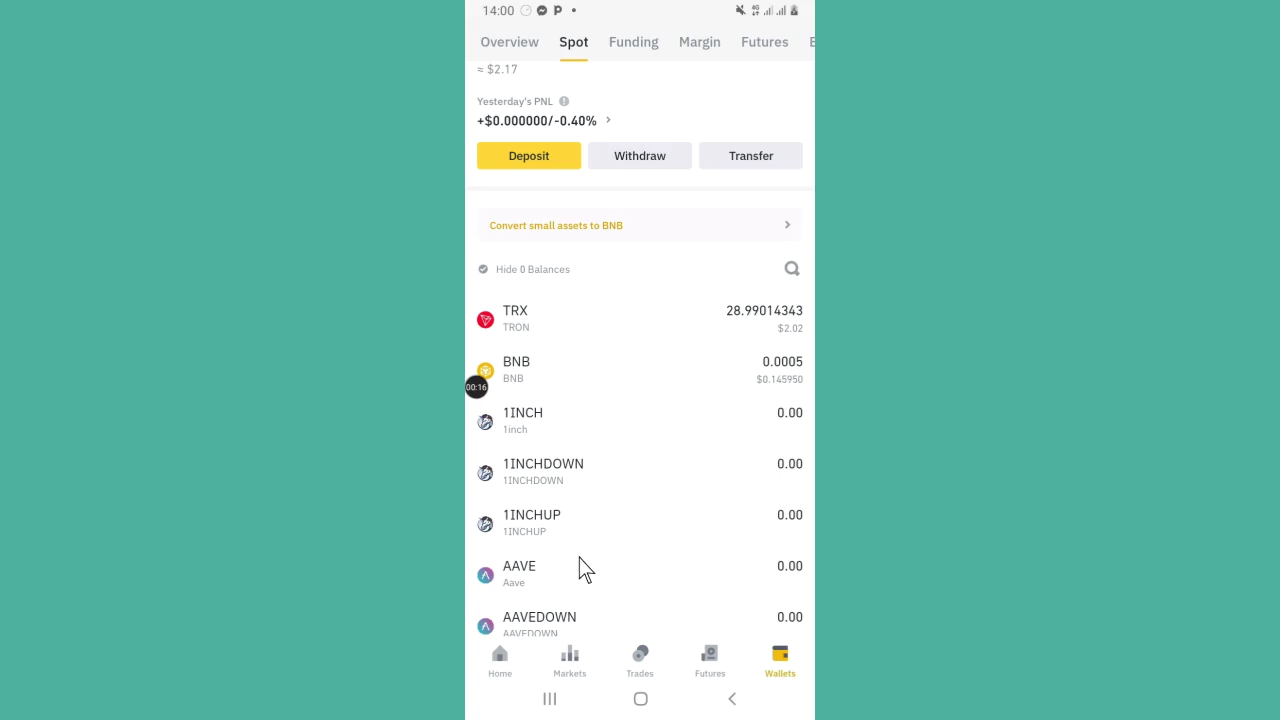 14:00
Overview Spot Funding Margin Futures
≈ $2.17
Yesterday's PNL
+$0.000000/-0.40%
Deposit Withdraw Transfer
Convert small assets to BNB
Hide 0 Balances
TRX 28.99014343
TRON $2.02
BNB 0.0005
BNB $0.145950
00:16
1INCH 0.00
1inch
1INCHDOWN 0.00
1INCHDOWN
1INCHUP 0.00
1INCHUP
AAVE 0.00
Aave
AAVEDOWN 0.00
AAVEDOWN
Home Markets Trades Futures Wallets